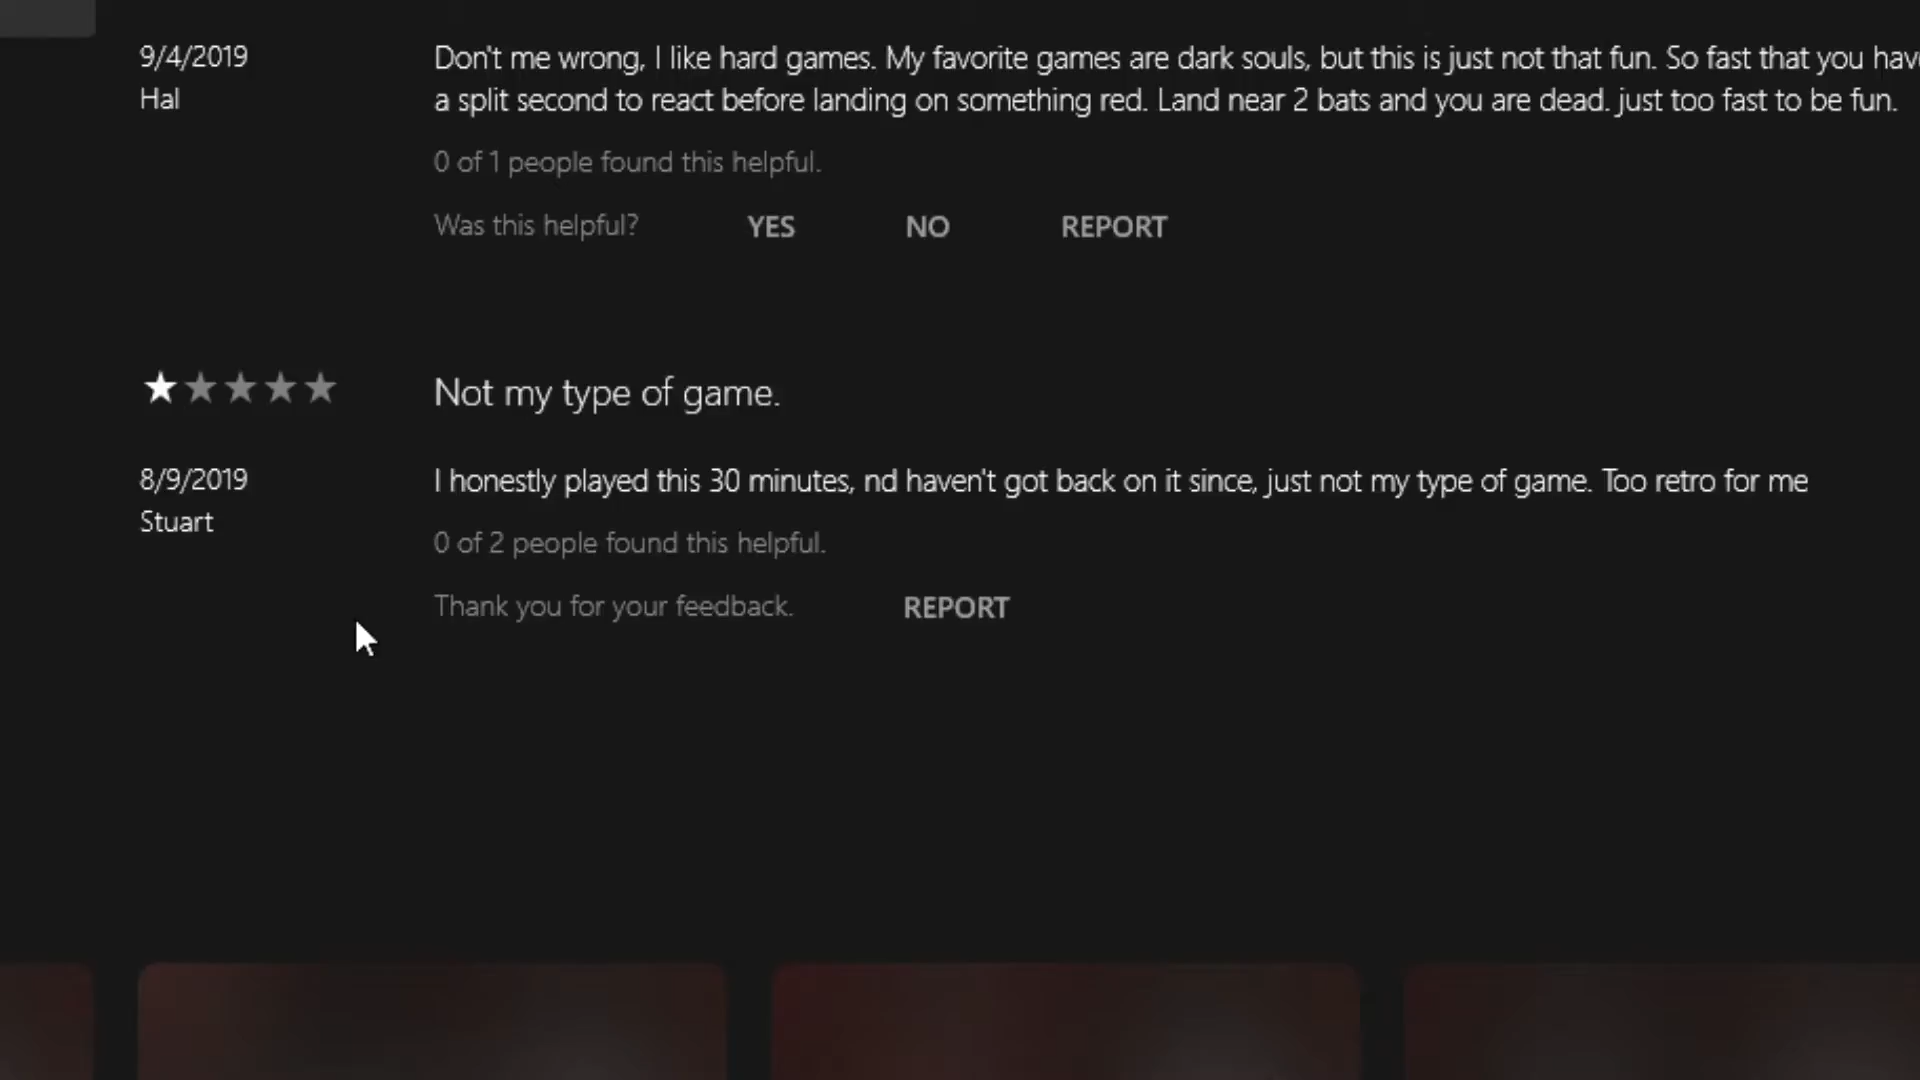 9/4/2019
Hal
Don't me wrong, I like hard games. My favorite games are dark souls, but this is just not that fun. So fast that you
a split second to react before landing on something red. Land near 2 bats and you are dead. just too fast to be fun.
0 of 1 people found this helpful.
Was this helpful? YES NO REPORT
Not my type of game.
8/9/2019
Stuart
I honestly played this 30 minutes, nd haven't got back on it since, just not my type of game. Too retro for me
0 of 2 people found this helpful.
Thank you for your feedback. REPORT